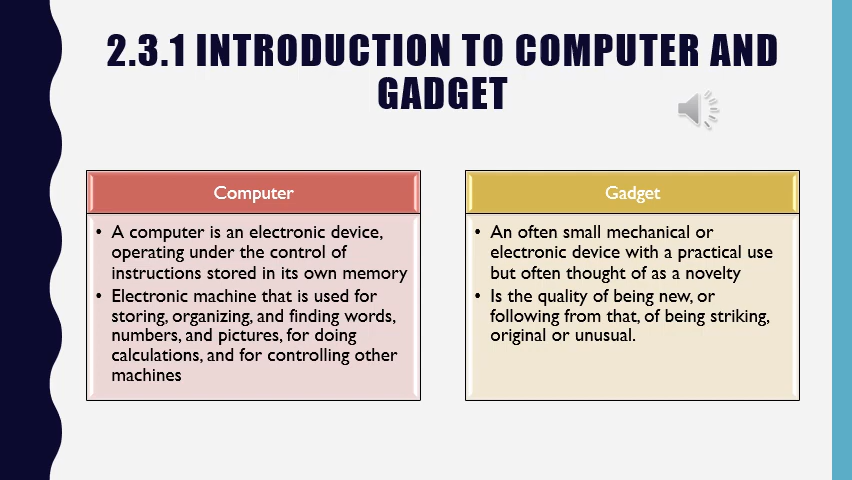 2.3.1 INTRODUCTION TO COMPUTER AND
GADGET
Computer
• A computer is an electronic device,
operating under the control of
instructions stored in its own memory
• Electronic machine that is used for
storing, organizing, and finding words,
numbers, and pictures, for doing
calculations, and for controlling other
machines
Gadget
• An often small mechanical or
electronic device with a practical use
but often thought of as a novelty
• Is the quality of being new, or
following from that, of being striking,
original or unusual.